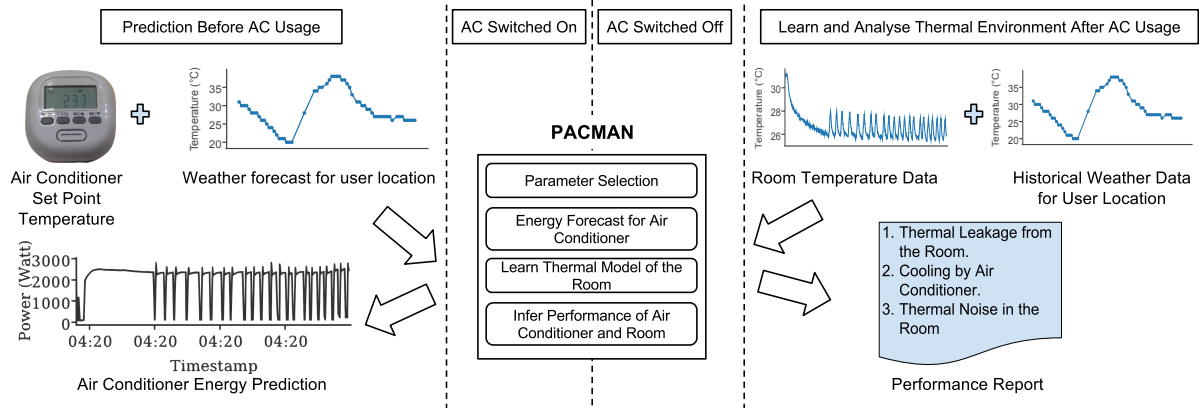 Prediction Before AC Usage
AC Switched On
AC Switched Off
Learn and Analyse Thermal Environment After AC Usage
23.3
Temperature (°C)
35
30
25
20
Air Conditioner
Set Point
Temperature
Weather forecast for user location
Power (Watt)
3000
2000
1000
0
04:20
04:20
04:20
04:20
Timestamp
Air Conditioner Energy Prediction
PACMAN
Parameter Selection
Energy Forecast for Air
Conditioner
Learn Thermal Model of the
Room
Infer Performance of Air
Conditioner and Room
Temperature (°C)
30
28
26
Room Temperature Data
Temperature (°C)
35
30
25
20
Historical Weather Data
for User Location
1. Thermal Leakage from
the Room.
2. Cooling by Air
Conditioner.
3. Thermal Noise in the
Room
Performance Report